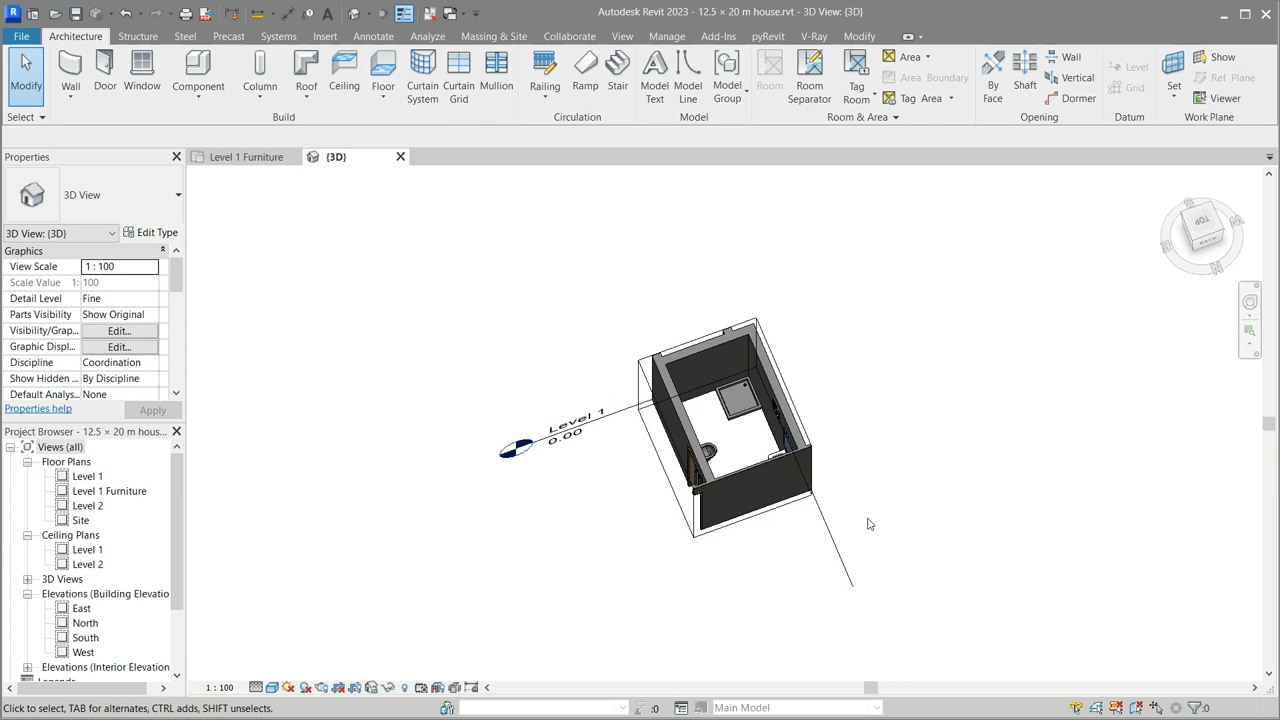 Autodesk Revit 2023 - 12.5 × 20 m house.rvt - 3D View: {3D}
File Architecture Structure Steel Precast Systems Insert Annotate Analyze Massing & Site Collaborate View Manage Add-Ins pyRevit V-Ray Modify
Modify Wall Door Window Component Column Roof Ceiling Floor Curtain System Curtain Grid Mullion Railing Ramp Stair Model Text Model Line Model Group Room Room Separator Tag Room Area By Face Shaft Wall Level Set Show
Area Boundary Vertical Grid Ref Plane
Tag Area Dormer Viewer
Select Build Circulation Model Room & Area Opening Datum Work Plane
Properties
Level 1 Furniture {3D}
3D View
3D View: {3D} Edit Type
Graphics
View Scale 1 : 100
Scale Value 1: 100
Detail Level Fine
Parts Visibility Show Original
Visibility/Grap... Edit...
Graphic Displ... Edit...
Discipline Coordination
Show Hidden ... By Discipline
Default Analys... None
Properties help Apply
Project Browser - 12.5 × 20 m hous...
Views (all)
Floor Plans
Level 1
Level 1 Furniture
Level 2
Site
Ceiling Plans
Level 1
Level 2
3D Views
Elevations (Building Elevatio
East
North
South
West
Elevations (Interior Elevation
Level 1
0.00
TOP
BACK
S
W
E
N
1 : 100
Click to select, TAB for alternates, CTRL adds, SHIFT unselects. :0 Main Model :0